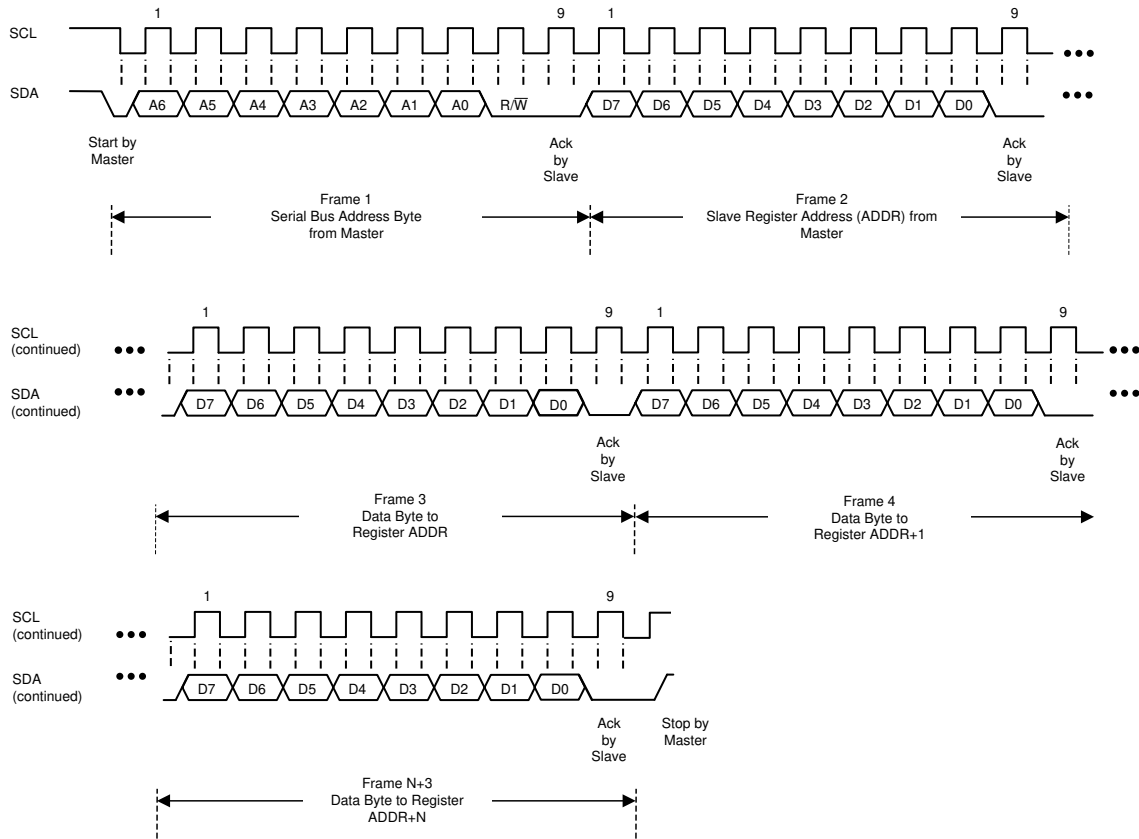 1 9 1 9
SCL
SDA A6 A5 A4 A3 A2 A1 A0 R/W̅ D7 D6 D5 D4 D3 D2 D1 D0
Start by
Master
Ack
by
Slave
Ack
by
Slave
Frame 1
Serial Bus Address Byte
from Master
Frame 2
Slave Register Address (ADDR) from
Master
1 9 1 9
SCL
(continued)
SDA
(continued)
D7 D6 D5 D4 D3 D2 D1 D0 D7 D6 D5 D4 D3 D2 D1 D0
Ack
by
Slave
Ack
by
Slave
Frame 3
Data Byte to
Register ADDR
Frame 4
Data Byte to
Register ADDR+1
1 9
SCL
(continued)
SDA
(continued)
D7 D6 D5 D4 D3 D2 D1 D0
Ack
by
Slave
Stop by
Master
Frame N+3
Data Byte to Register
ADDR+N